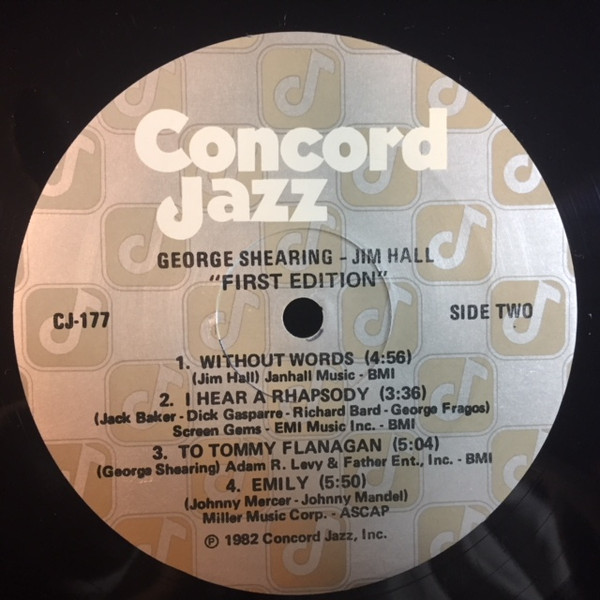 Concord
Jazz
GEORGE SHEARING - JIM HALL
"FIRST EDITION"
CJ-177
SIDE TWO
1. WITHOUT WORDS (4:56)
(Jim Hall) Janhall Music - BMI
2. I HEAR A RHAPSODY (3:36)
(Jack Baker - Dick Gasparre - Richard Bard - George Fragos)
Screen Gems - EMI Music Inc. - BMI
3. TO TOMMY FLANAGAN (5:04)
(George Shearing) Adam R. Levy & Father Ent., Inc. - BMI
4. EMILY (5:50)
(Johnny Mercer - Johnny Mandel)
Miller Music Corp. - ASCAP
℗ 1982 Concord Jazz, Inc.